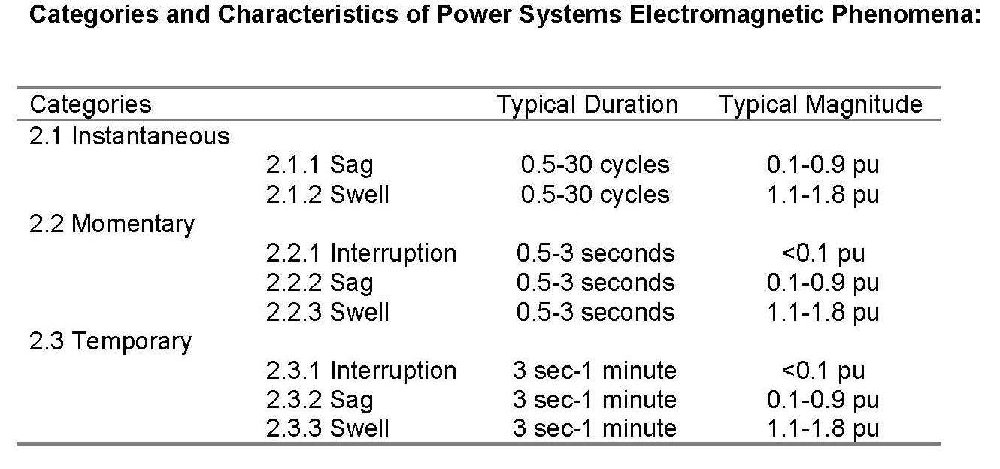 Categories and Characteristics of Power Systems Electromagnetic Phenomena:
Categories Typical Duration Typical Magnitude
2.1 Instantaneous
2.1.1 Sag 0.5-30 cycles 0.1-0.9 pu
2.1.2 Swell 0.5-30 cycles 1.1-1.8 pu
2.2 Momentary
2.2.1 Interruption 0.5-3 seconds <0.1 pu
2.2.2 Sag 0.5-3 seconds 0.1-0.9 pu
2.2.3 Swell 0.5-3 seconds 1.1-1.8 pu
2.3 Temporary
2.3.1 Interruption 3 sec-1 minute <0.1 pu
2.3.2 Sag 3 sec-1 minute 0.1-0.9 pu
2.3.3 Swell 3 sec-1 minute 1.1-1.8 pu